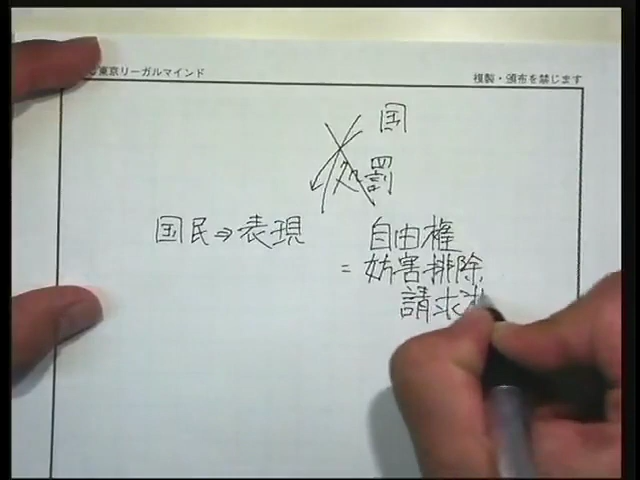 東京リーガルマインド
複製・頒布を禁じます
国
処罰
国民⇒表現
自由権
=妨害排除
請求